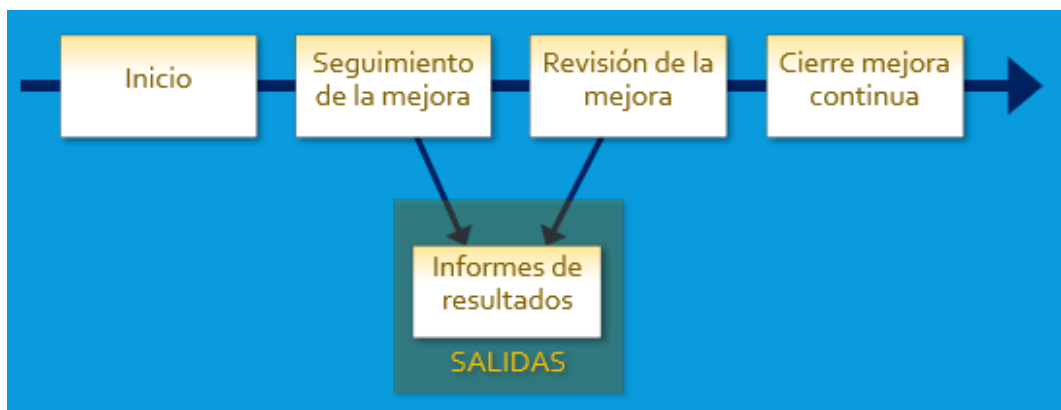 Inicio
Seguimiento
de la mejora
Revisión de la
mejora
Cierre mejora
continua
Informes de
resultados
SALIDAS